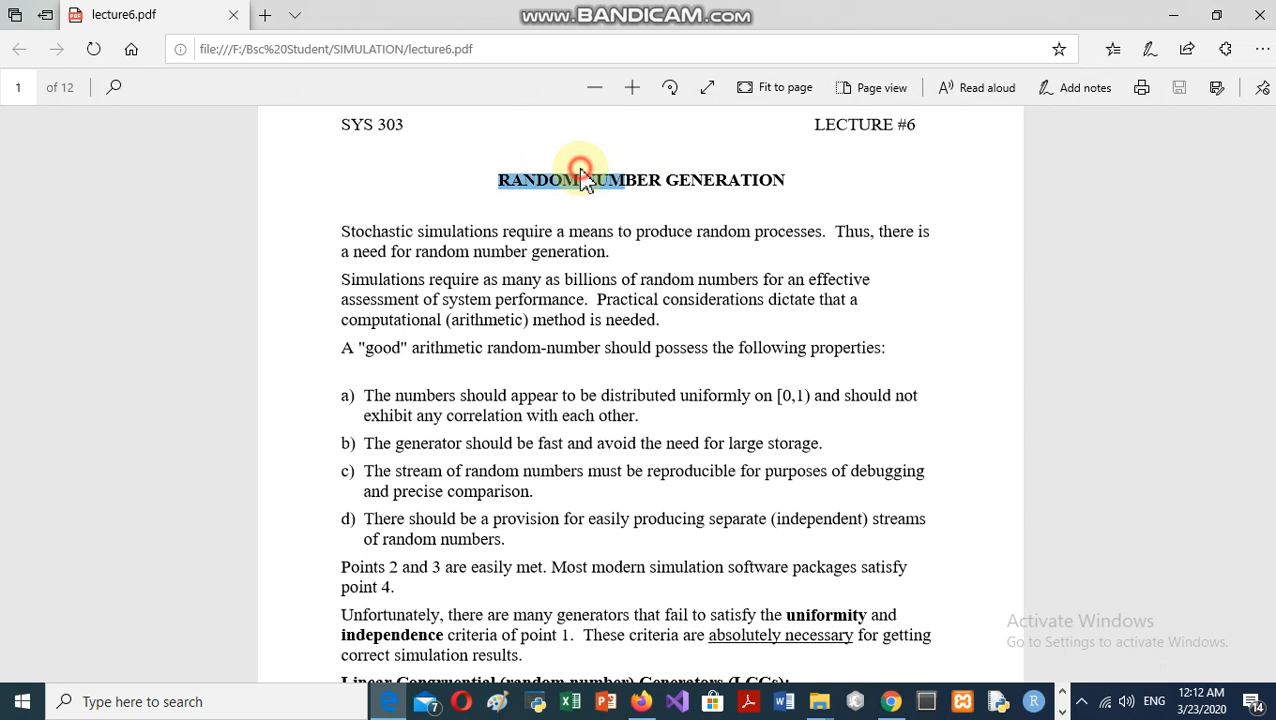 lecture6.pdf
WWW.BANDICAM.COM
file:///F:/Bsc%20Student/SIMULATION/lecture6.pdf
1 of 12 Fit to page Page view Read aloud Add notes
SYS 303 LECTURE #6
RANDOM NUMBER GENERATION
Stochastic simulations require a means to produce random processes. Thus, there is
a need for random number generation.
Simulations require as many as billions of random numbers for an effective
assessment of system performance. Practical considerations dictate that a
computational (arithmetic) method is needed.
A "good" arithmetic random-number should possess the following properties:
a) The numbers should appear to be distributed uniformly on [0,1) and should not
exhibit any correlation with each other.
b) The generator should be fast and avoid the need for large storage.
c) The stream of random numbers must be reproducible for purposes of debugging
and precise comparison.
d) There should be a provision for easily producing separate (independent) streams
of random numbers.
Points 2 and 3 are easily met. Most modern simulation software packages satisfy
point 4.
Unfortunately, there are many generators that fail to satisfy the uniformity and
independence criteria of point 1. These criteria are absolutely necessary for getting
correct simulation results.
Linear Congruential (random number) Generators (LCGs):
Activate Windows
Go to Settings to activate Windows.
Type here to search
7
ENG
12:12 AM
3/23/2020
14